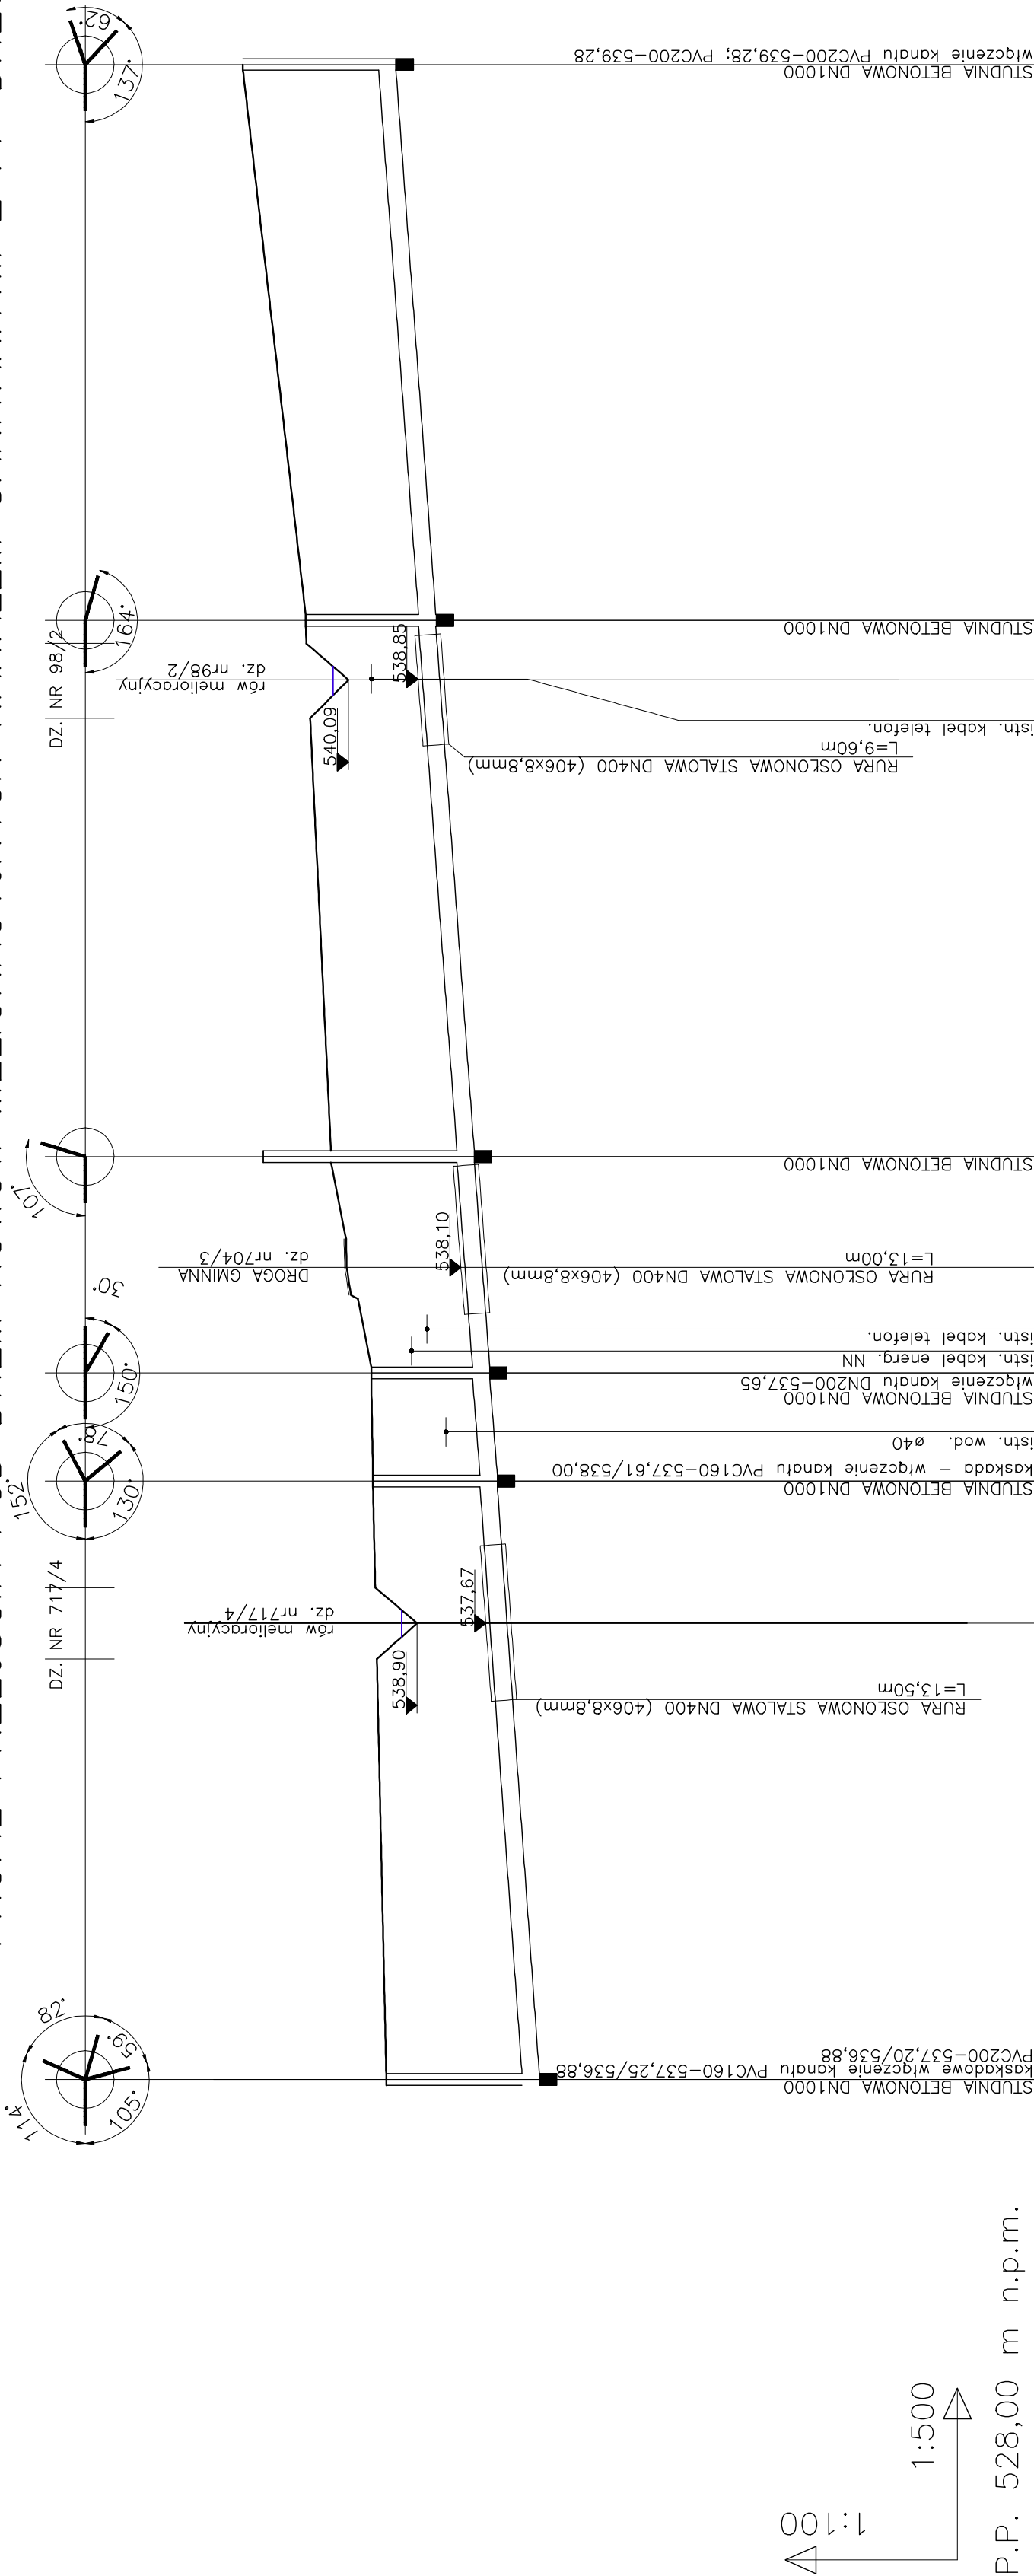 62°
137°
włączenie kanału PVC200-539,28; PVC200-539,28
STUDNIA BETONOWA DN1000
164°
DZ. NR 98/2
rów melioracyjny
dz. nr98/2
540,09
538,85
STUDNIA BETONOWA DN1000
istn. kabel telefon.
RURA OSŁONOWA STALOWA DN400 (406x8,8mm)
L=9,60m
107°
STUDNIA BETONOWA DN1000
DROGA GMINNA
dz. nr704/3
538,10
RURA OSŁONOWA STALOWA DN400 (406x8,8mm)
L=13,00m
30°
150°
istn. kabel telefon.
istn. kabel energ. NN
STUDNIA BETONOWA DN1000
włączenie kanału DN200-537,65
istn. wod. ø40
152°
78°
130°
STUDNIA BETONOWA DN1000
kaskada - włączenie kanału PVC160-537,61/538,00
DZ. NR 717/4
rów melioracyjny
dz. nr717/4
538,90
537,67
RURA OSŁONOWA STALOWA DN400 (406x8,8mm)
L=13,50m
82°
59°
114°
105°
STUDNIA BETONOWA DN1000
kaskadowe włączenie kanału PVC160-537,25/536,88
PVC200-537,20/536,88
1:100
1:500
P.P. 528,00 m n.p.m.